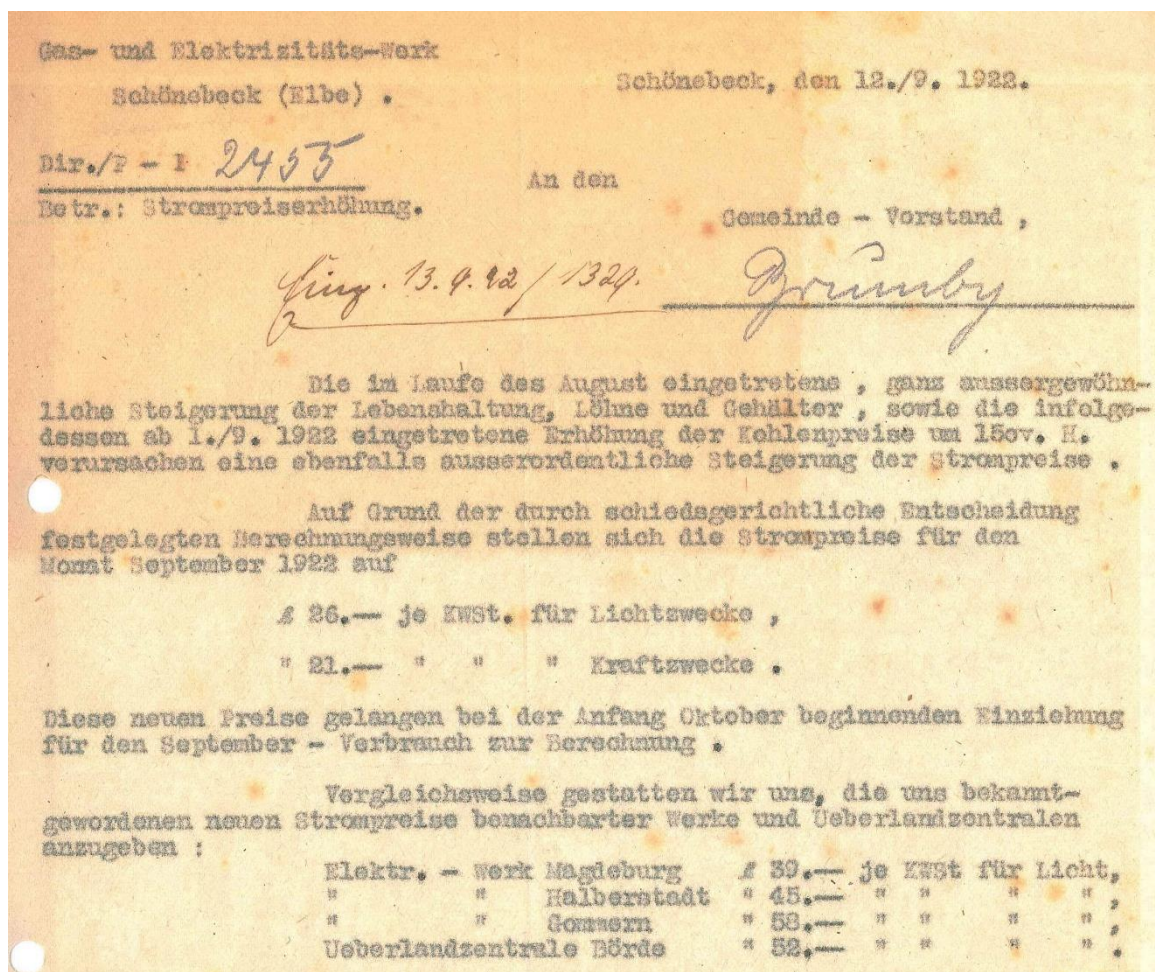 Gas- und Elektrizitäts-Werk
Schönebeck (Elbe) .
Schönebeck, den 12./9. 1922.
Dir./P - I 2455
An den
Betr.: Strompreiserhöhung.
Gemeinde - Vorstand ,
Eing. 13.9.22 / 1329.
Brumby
Die im Laufe des August eingetretene , ganz aussergewöhn-
liche Steigerung der Lebenshaltung, Löhne und Gehälter , sowie die infolge-
dessen ab 1./9. 1922 eingetretene Erhöhung der Kohlenpreise um 15ov. H.
verursachen eine ebenfalls ausserordentliche Steigerung der Strompreise .
Auf Grund der durch schiedsgerichtliche Entscheidung
festgelegten Berechnungsweise stellen sich die Strompreise für den
Monat September 1922 auf
ℳ 26.— je KWSt. für Lichtzwecke ,
" 21.— " " " Kraftzwecke .
Diese neuen Preise gelangen bei der Anfang Oktober beginnenden Einziehung
für den September - Verbrauch zur Berechnung .
Vergleichsweise gestatten wir uns, die uns bekannt-
gewordenen neuen Strompreise benachbarter Werke und Ueberlandzentralen
anzugeben :
Elektr. - Werk Magdeburg ℳ 39.— je KWSt für Licht,
" " Halberstadt " 45.— " " " " ,
" " Gommern " 58.— " " " " ,
Ueberlandzentrale Börde " 52.— " " " " .